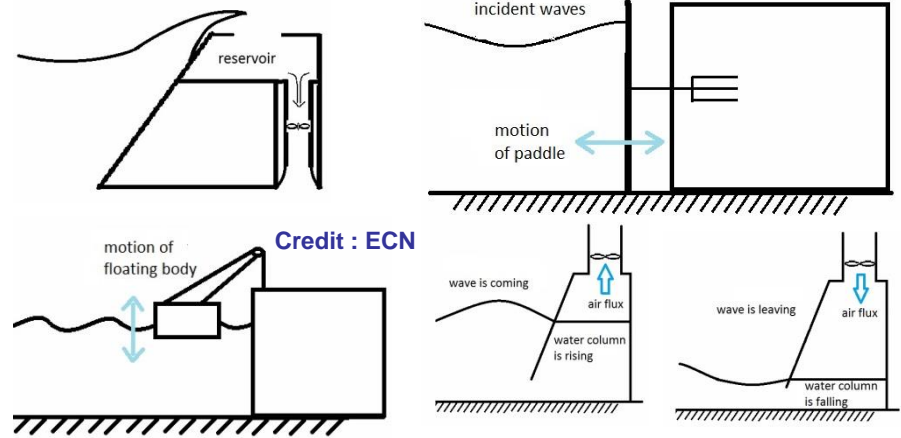 incident waves
reservoir
motion
of paddle
Credit : ECN
motion of
floating body
wave is coming
air flux
water column
is rising
wave is leaving
air flux
water column
is falling